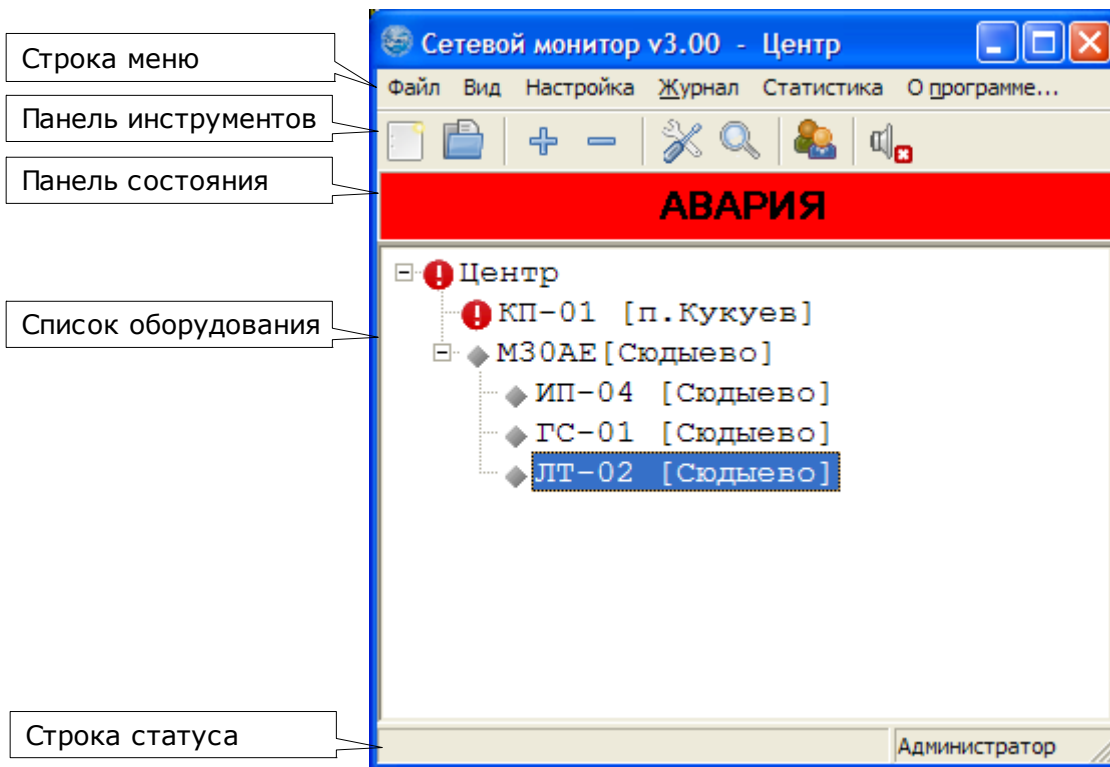 Сетевой монитор v3.00 - Центр
Строка меню
Файл Вид Настройка Журнал Статистика О программе...
Панель инструментов
Панель состояния
АВАРИЯ
Центр
КП-01 [п.Кукуев]
Список оборудования
М30АЕ[Сюдыево]
ИП-04 [Сюдыево]
ГС-01 [Сюдыево]
ЛТ-02 [Сюдыево]
Строка статуса
Администратор